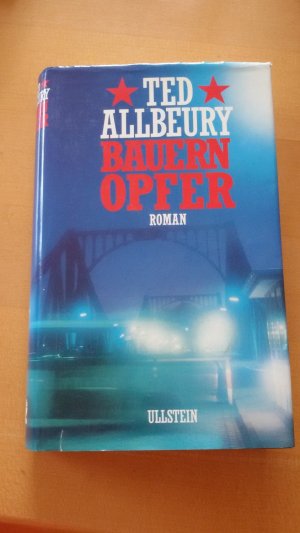 ★ TED ★
ALLBEURY
BAUERN
OPFER
ROMAN
ULLSTEIN